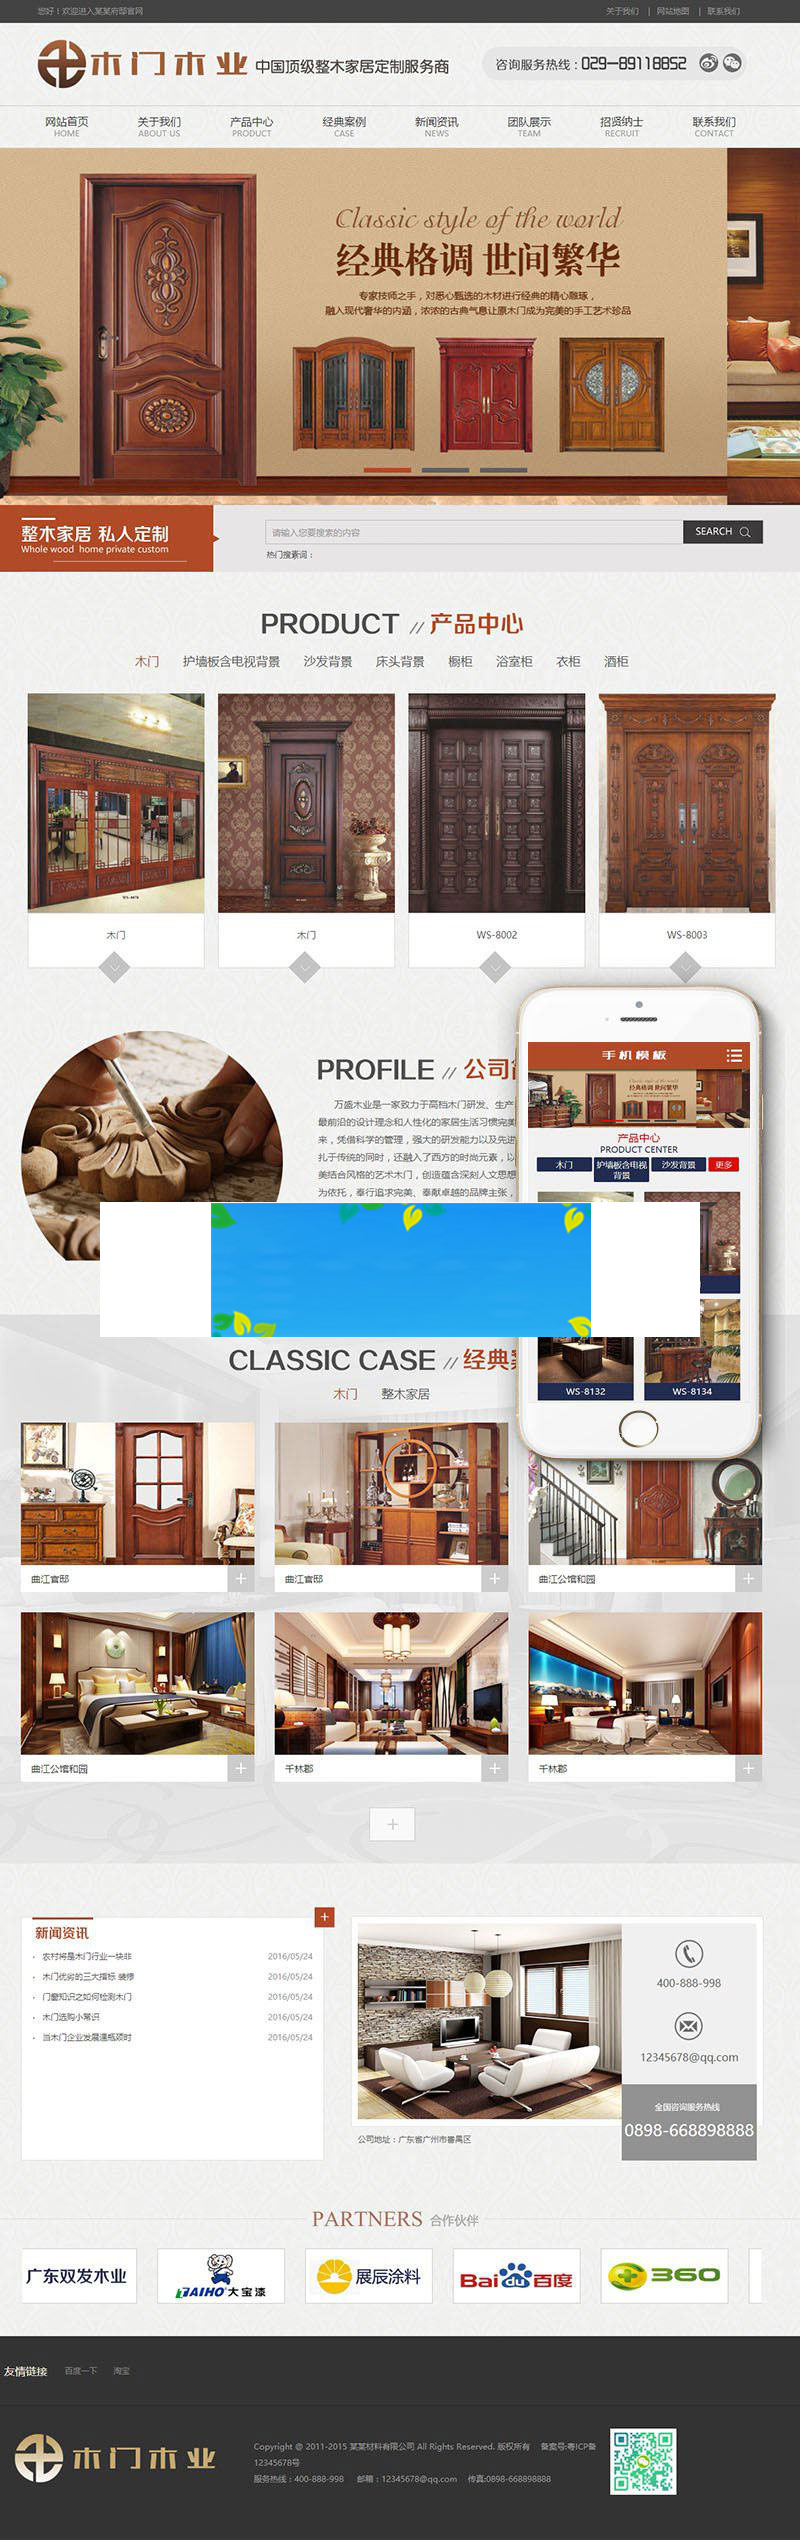 您好！欢迎进入某某府邸官网
关于我们 | 网站地图 | 联系我们
木门木业 中国顶级整木家居定制服务商
咨询服务热线：029-89118852
网站首页 关于我们 产品中心 经典案例 新闻资讯 团队展示 招贤纳士 联系我们
HOME ABOUT US PRODUCT CASE NEWS TEAM RECRUIT CONTACT
Classic style of the world
经典格调 世间繁华
专家技师之手，对悉心甄选的木材进行经典的精心雕琢，
融入现代奢华的内涵，浓浓的古典气息让原木门成为完美的手工艺术珍品
整木家居 私人定制
Whole wood home private custom
请输入您要搜索的内容
SEARCH
热门搜索词：
PRODUCT // 产品中心
木门 护墙板含电视背景 沙发背景 床头背景 橱柜 浴室柜 衣柜 酒柜
木门 木门 WS-8002 WS-8003
PROFILE // 公司
万盛木业是一家致力于高档木门研发、生产
最前沿的设计理念和人性化的家居生活习惯完美
来，凭借科学的管理，强大的研发能力以及先进
扎于传统的同时，还融入了西方的时尚元素，以
美结合风格的艺术木门，创造蕴含深刻人文思想
为依托，奉行追求完美、奉献卓越的品牌主张，
手机模板
Classic style of the world
经典格调 世间繁华
产品中心
PRODUCT CENTER
木门 护墙板含电视背景 沙发背景 更多
WS-8132 WS-8134
CLASSIC CASE // 经典
木门 整木家居
曲江官邸 曲江官邸 曲江公馆和园
曲江公馆和园 千林郡 千林郡
新闻资讯
农村将是木门行业一块非 2016/05/24
木门优劣的三大指标 装修 2016/05/24
门窗知识之如何检测木门 2016/05/24
木门选购小常识 2016/05/24
当木门企业发展遭瓶颈时 2016/05/24
400-888-998
12345678@qq.com
全国咨询服务热线
0898-668898888
公司地址：广东省广州市番禺区
PARTNERS 合作伙伴
广东双发木业
DAIHO 大宝漆
展辰涂料
Baidu百度
360
友情链接 百度一下 淘宝
木门木业
Copyright @ 2011-2015 某某材料有限公司 All Rights Reserved. 版权所有 备案号:粤ICP备
12345678号
服务热线：400-888-998 邮箱：12345678@qq.com 传真:0898-668898888